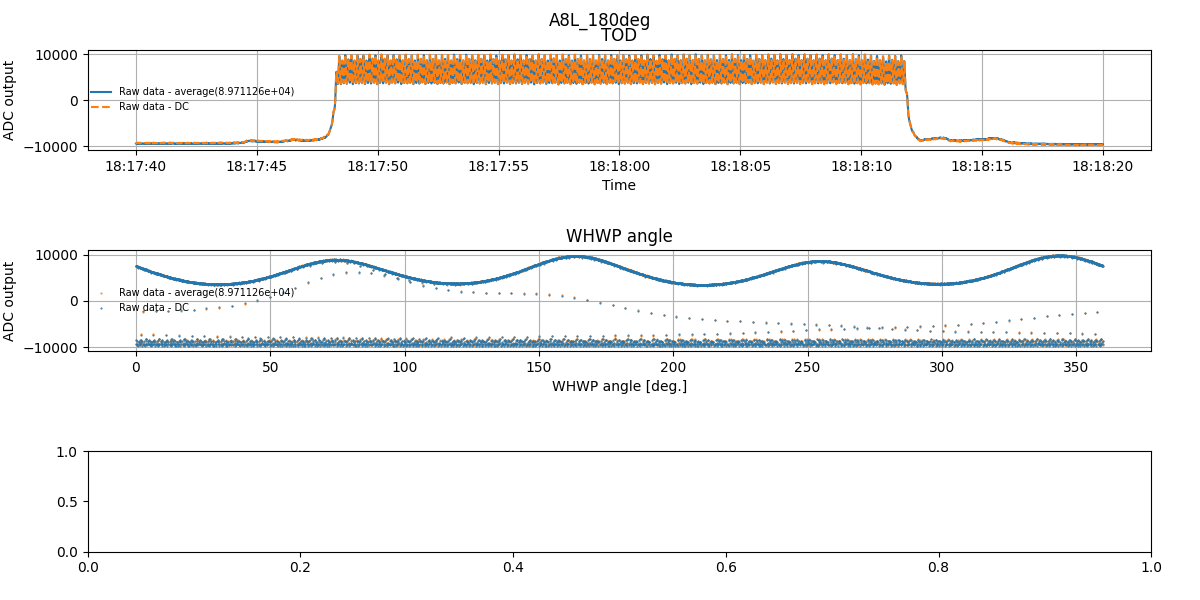 A8L_180deg
TOD
ADC output
10000
0
−10000
Raw data - average(8.971126e+04)
Raw data - DC
18:17:40 18:17:45 18:17:50 18:17:55 18:18:00 18:18:05 18:18:10 18:18:15 18:18:20
Time
WHWP angle
ADC output
10000
0
−10000
Raw data - average(8.971126e+04)
Raw data - DC
0 50 100 150 200 250 300 350
WHWP angle [deg.]
1.0
0.5
0.0
0.0 0.2 0.4 0.6 0.8 1.0